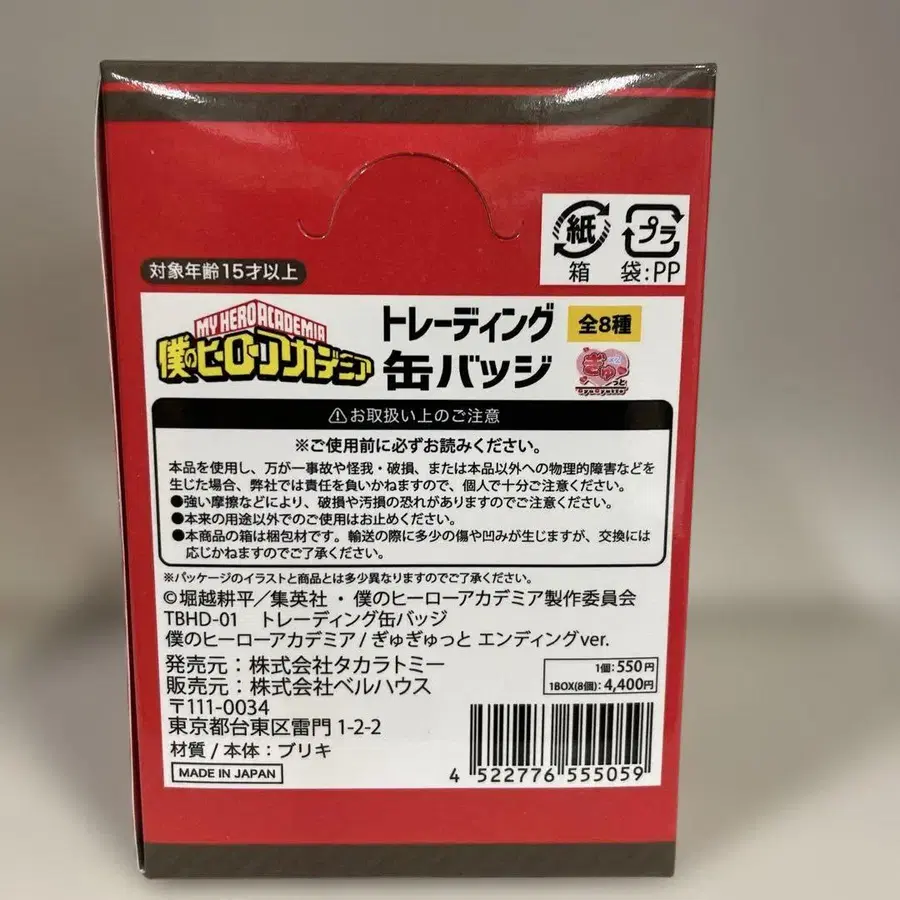 紙
プラ
箱 袋:PP
対象年齢15才以上
MY HERO ACADEMIA
僕のヒーローアカデミア
トレーディング
缶バッジ
全8種
ぎゅ
っと
GyuGyutto
⚠お取扱い上のご注意
※ご使用前に必ずお読みください。
本品を使用し、万が一事故や怪我・破損、または本品以外への物理的障害などを
生じた場合、弊社では責任を負いかねますので、個人で十分ご注意ください。
●強い摩擦などにより、破損や汚損の恐れがありますのでご注意ください。
●本来の用途以外でのご使用はお止めください。
●本商品の箱は梱包材です。輸送の際に多少の傷や凹みが生じますが、交換には
応じかねますのでご了承ください。
※パッケージのイラストと商品とは多少異なりますのでご了承ください。
©堀越耕平／集英社・僕のヒーローアカデミア製作委員会
TBHD-01 トレーディング缶バッジ
僕のヒーローアカデミア/ぎゅぎゅっと エンディングver.
発売元：株式会社タカラトミー
販売元：株式会社ベルハウス
〒111-0034
東京都台東区雷門1-2-2
材質/本体：ブリキ
MADE IN JAPAN
1個:550円
1BOX(8個):4,400円
4 522776 555059